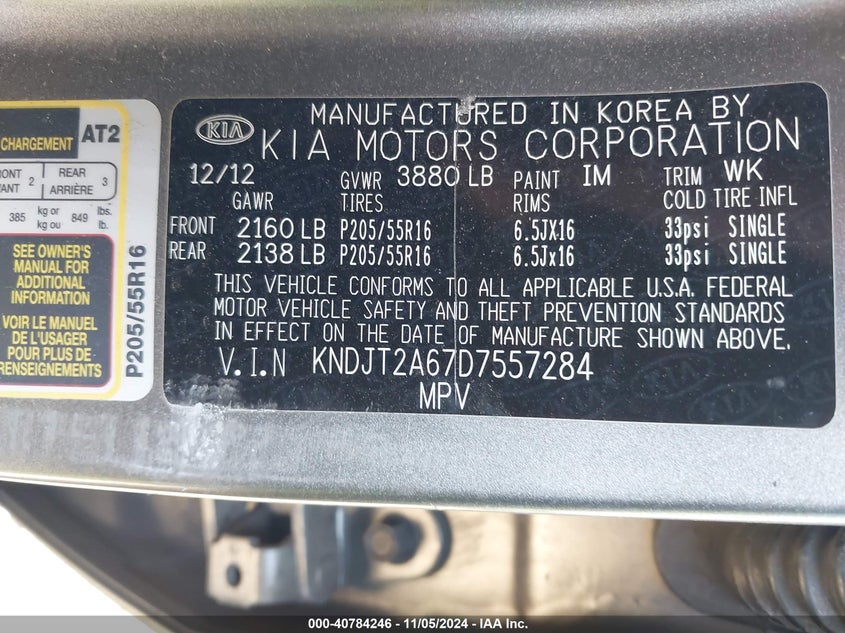 CHARGEMENT AT2
2 REAR 3
ARRIÈRE
385 kg or 849 lbs.
kg ou lb.
SEE OWNER'S
MANUAL FOR
ADDITIONAL
INFORMATION
VOIR LE MANUEL
DE L'USAGER
POUR PLUS DE
RENSEIGNEMENTS
P205/55R16
KIA
MANUFACTURED IN KOREA BY
KIA MOTORS CORPORATION
12/12 GVWR 3880 LB PAINT IM TRIM WK
GAWR TIRES RIMS COLD TIRE INFL
FRONT 2160 LB P205/55R16 6.5JX16 33psi SINGLE
REAR 2138 LB P205/55R16 6.5Jx16 33psi SINGLE
THIS VEHICLE CONFORMS TO ALL APPLICABLE U.S.A. FEDERAL
MOTOR VEHICLE SAFETY AND THEFT PREVENTION STANDARDS
IN EFFECT ON THE DATE OF MANUFACTURE SHOWN ABOVE.
V.I.N KNDJT2A67D7557284
MPV
000-40784246 - 11/05/2024 - IAA Inc.